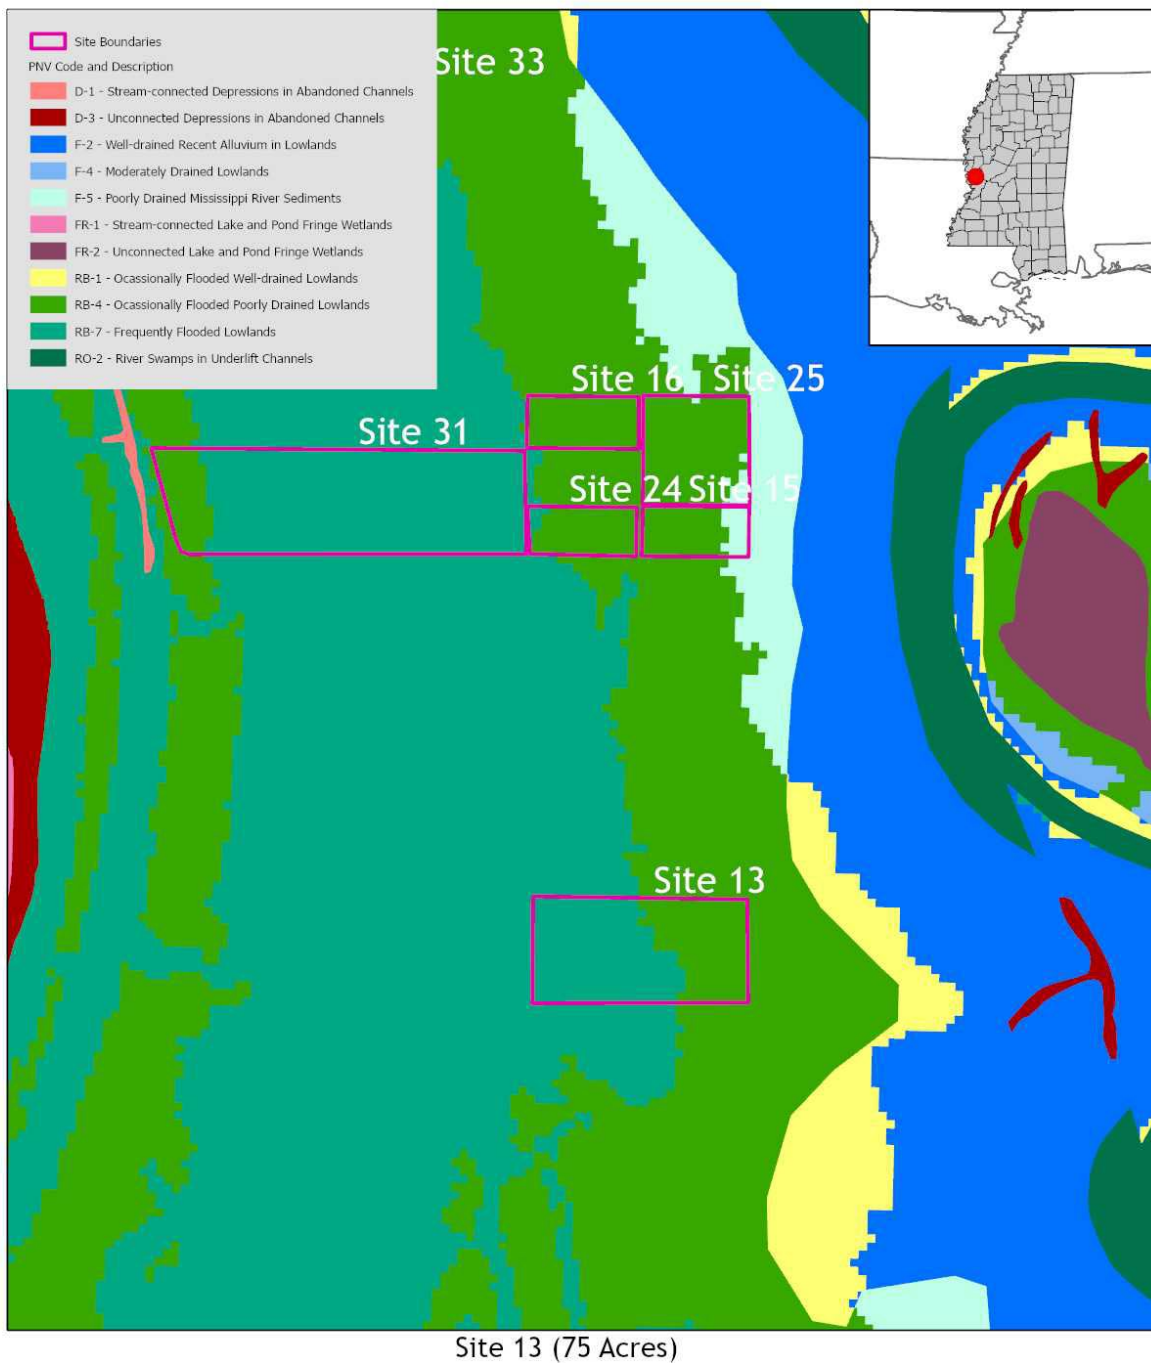 Site Boundaries
PNV Code and Description
D-1 - Stream-connected Depressions in Abandoned Channels
D-3 - Unconnected Depressions in Abandoned Channels
F-2 - Well-drained Recent Alluvium in Lowlands
F-4 - Moderately Drained Lowlands
F-5 - Poorly Drained Mississippi River Sediments
FR-1 - Stream-connected Lake and Pond Fringe Wetlands
FR-2 - Unconnected Lake and Pond Fringe Wetlands
RB-1 - Ocassionally Flooded Well-drained Lowlands
RB-4 - Ocassionally Flooded Poorly Drained Lowlands
RB-7 - Frequently Flooded Lowlands
RO-2 - River Swamps in Underlift Channels
Site 33
Site 16
Site 25
Site 31
Site 24
Site 15
Site 13
Site 13 (75 Acres)